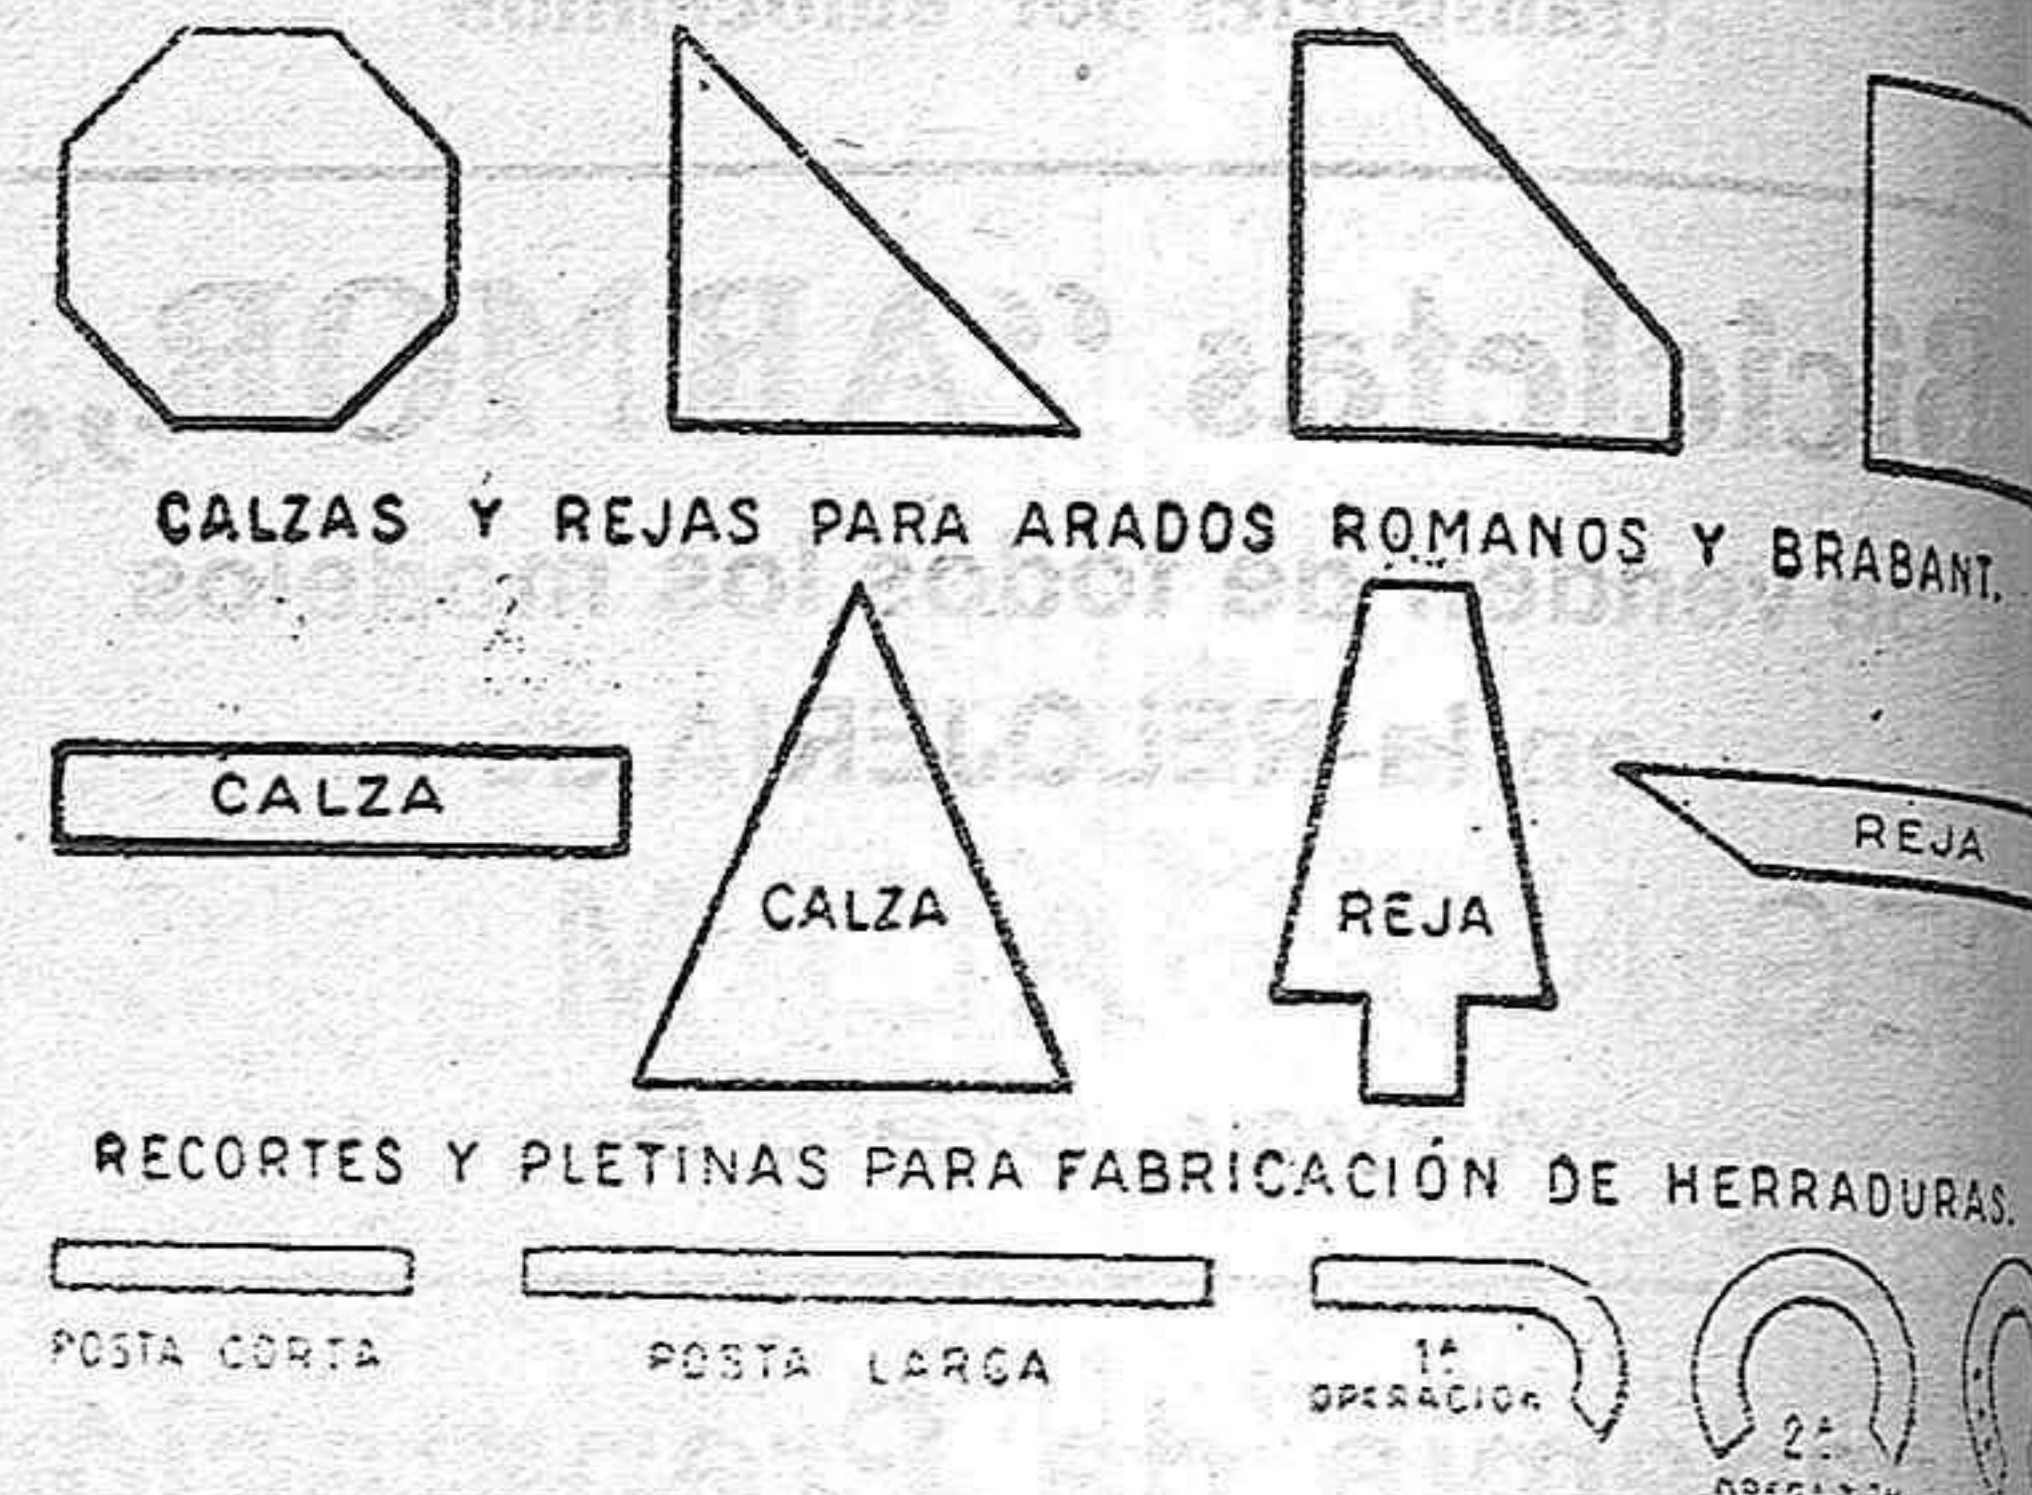 CALZAS Y REJAS PARA ARADOS ROMANOS Y BRABANT.
CALZA
CALZA
REJA
REJA
RECORTES Y PLETINAS PARA FABRICACIÓN DE HERRADURAS.
POSTA CORTA
POSTA LARGA
1ª
OPERACION
2ª